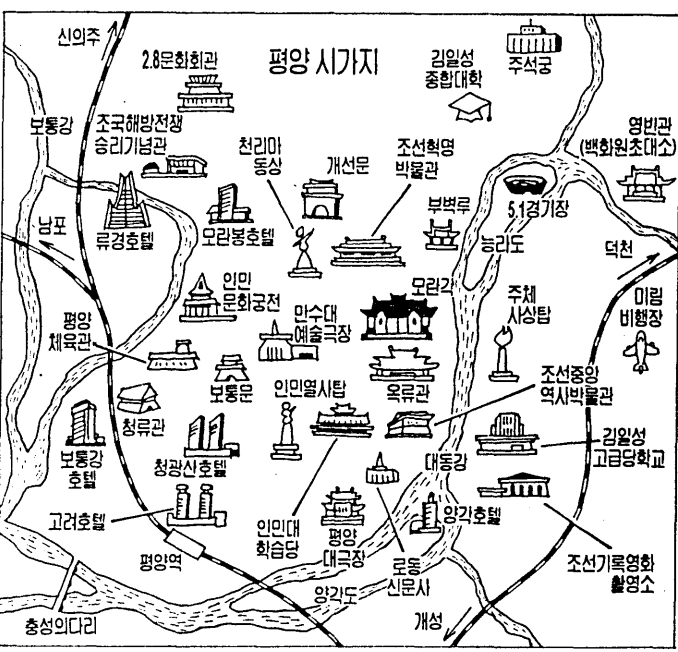 평양 시가지
신의주
2.8문화회관
김일성
종합대학
주석궁
보통강
조국해방전쟁
승리기념관
천리마
동상
개선문
조선혁명
박물관
영빈관
(백화원초대소)
부벽루
5.1경기장
류경호텔
모란봉호텔
남포
능라도
덕천
인민
문화궁전
모란각
주체
사상탑
미림
비행장
만수대
예술극장
평양
체육관
보통문
옥류관
조선중앙
역사박물관
인민열사탑
청류관
보통강
호텔
청광산호텔
대동강
김일성
고급당학교
고려호텔
인민대
학습당
평양
대극장
양각호텔
평양역
로동
신문사
조선기록영화
촬영소
양각도
충성의다리
개성